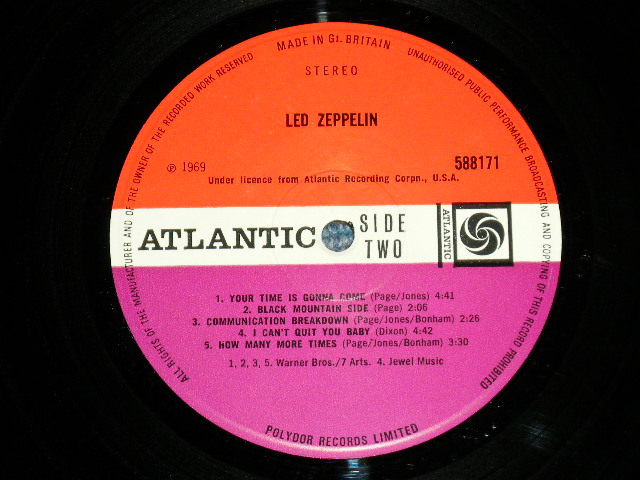 MADE IN Gt. BRITAIN
STEREO
LED ZEPPELIN
℗ 1969
588171
Under licence from Atlantic Recording Corpn., U.S.A.
ATLANTIC
SIDE
TWO
ATLANTIC
1. YOUR TIME IS GONNA COME (Page/Jones) 4:41
2. BLACK MOUNTAIN SIDE (Page) 2:06
3. COMMUNICATION BREAKDOWN (Page/Jones/Bonham) 2:26
4. I CAN'T QUIT YOU BABY (Dixon) 4:42
5. HOW MANY MORE TIMES (Page/Jones/Bonham) 3:30
1, 2, 3, 5. Warner Bros./7 Arts. 4. Jewel Music
POLYDOR RECORDS LIMITED
ALL RIGHTS OF THE MANUFACTURER AND OF THE OWNER OF THE RECORDED WORK RESERVED
UNAUTHORISED PUBLIC PERFORMANCE BROADCASTING AND COPYING OF THIS RECORD PROHIBITED